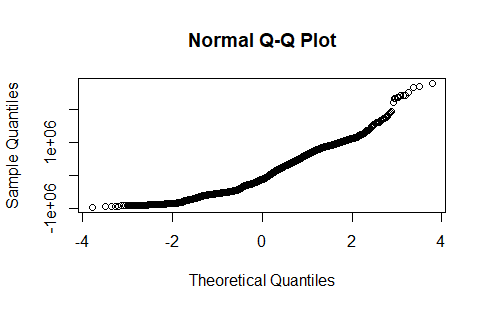 Normal Q-Q Plot
Sample Quantiles
-1e+06 1e+06
-4 -2 0 2 4
Theoretical Quantiles